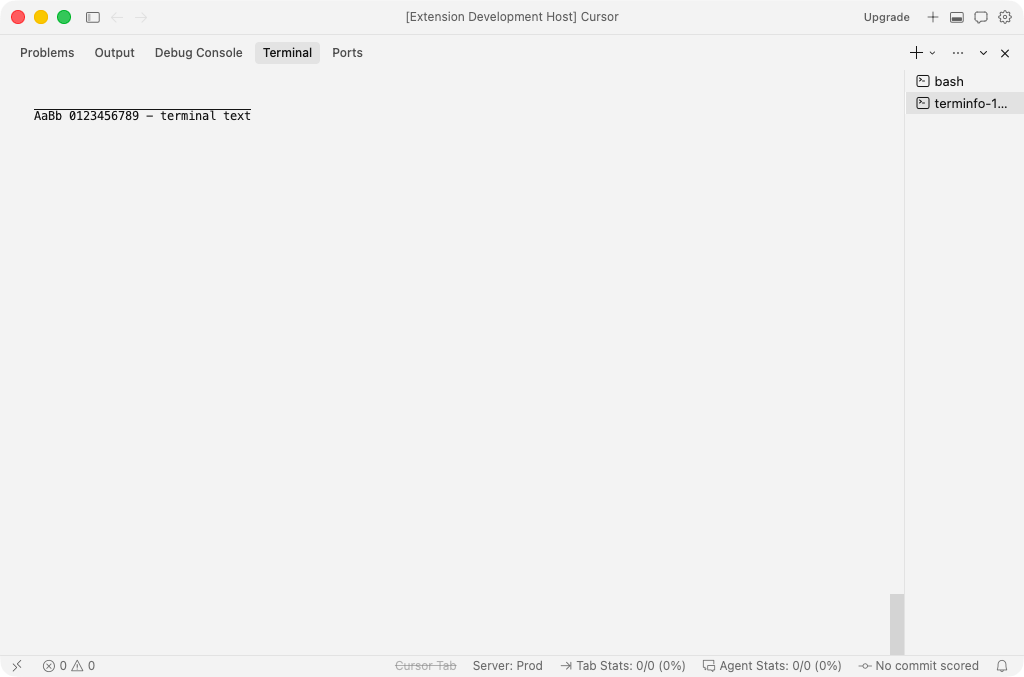 [Extension Development Host] Cursor
Upgrade
Problems Output Debug Console Terminal Ports
AaBb 0123456789 – terminal text
bash
terminfo-1...
0 0 Cursor Tab Server: Prod Tab Stats: 0/0 (0%) Agent Stats: 0/0 (0%) No commit scored